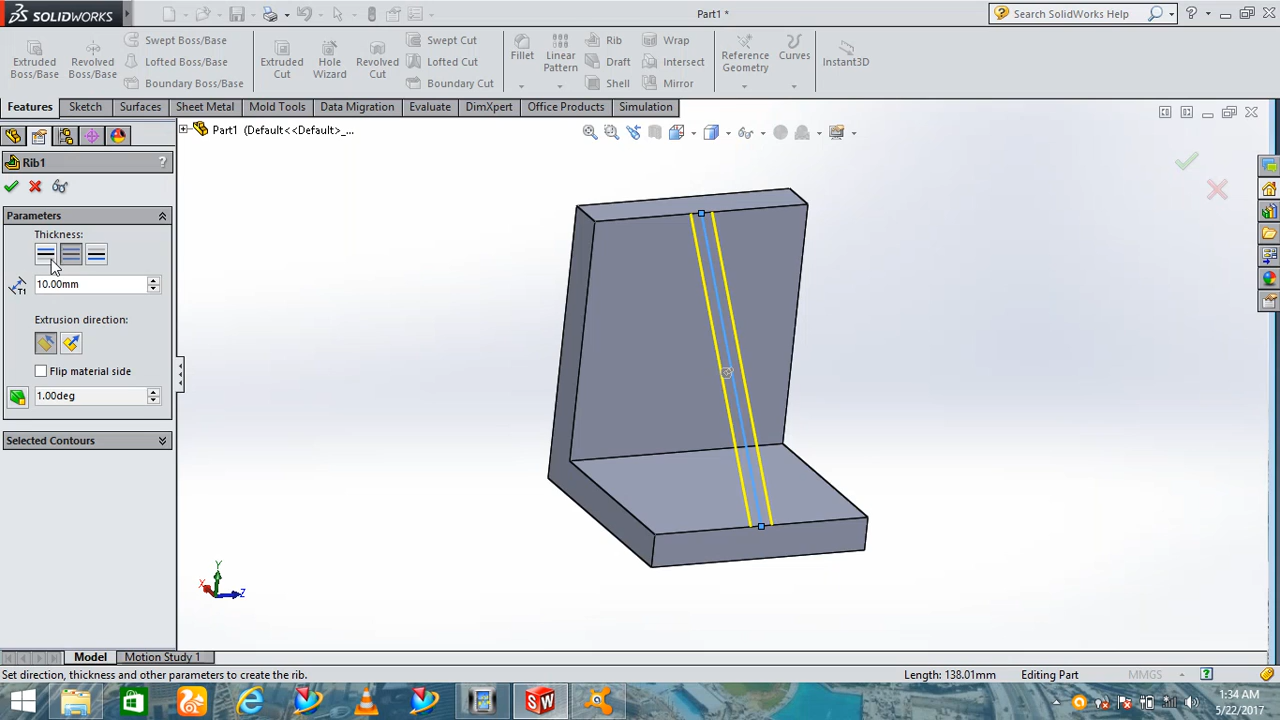 SOLIDWORKS
Part1 *
Search SolidWorks Help
Extruded Boss/Base
Revolved Boss/Base
Swept Boss/Base
Lofted Boss/Base
Boundary Boss/Base
Extruded Cut
Hole Wizard
Revolved Cut
Swept Cut
Lofted Cut
Boundary Cut
Fillet
Linear Pattern
Rib
Draft
Shell
Wrap
Intersect
Mirror
Reference Geometry
Curves
Instant3D
Features
Sketch
Surfaces
Sheet Metal
Mold Tools
Data Migration
Evaluate
DimXpert
Office Products
Simulation
Part1 (Default<<Default>_...
Rib1
?
Parameters
Thickness:
T1
10.00mm
Extrusion direction:
Flip material side
1.00deg
Selected Contours
Y
X
Z
Model
Motion Study 1
Set direction, thickness and other parameters to create the rib.
Length: 138.01mm
Editing Part
MMGS
?
SW
1:34 AM
5/22/2017